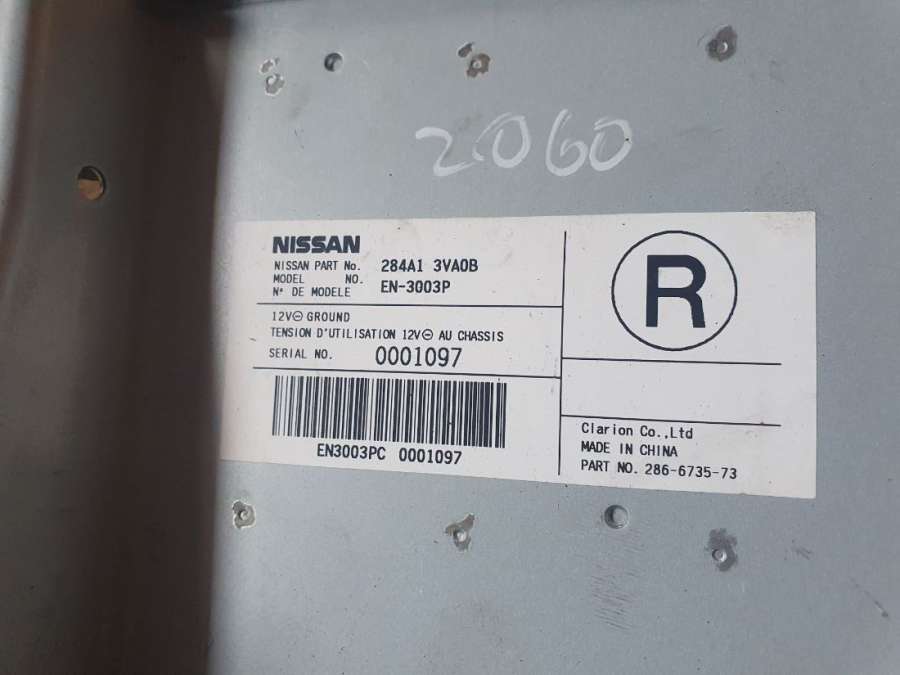 2060
NISSAN
NISSAN PART No. 284A1 3VA0B
MODEL NO.
N° DE MODELE EN-3003P
12V⊖ GROUND
TENSION D'UTILISATION 12V⊖ AU CHASSIS
SERIAL NO. 0001097
EN3003PC 0001097
R
Clarion Co.,Ltd
MADE IN CHINA
PART NO. 286-6735-73